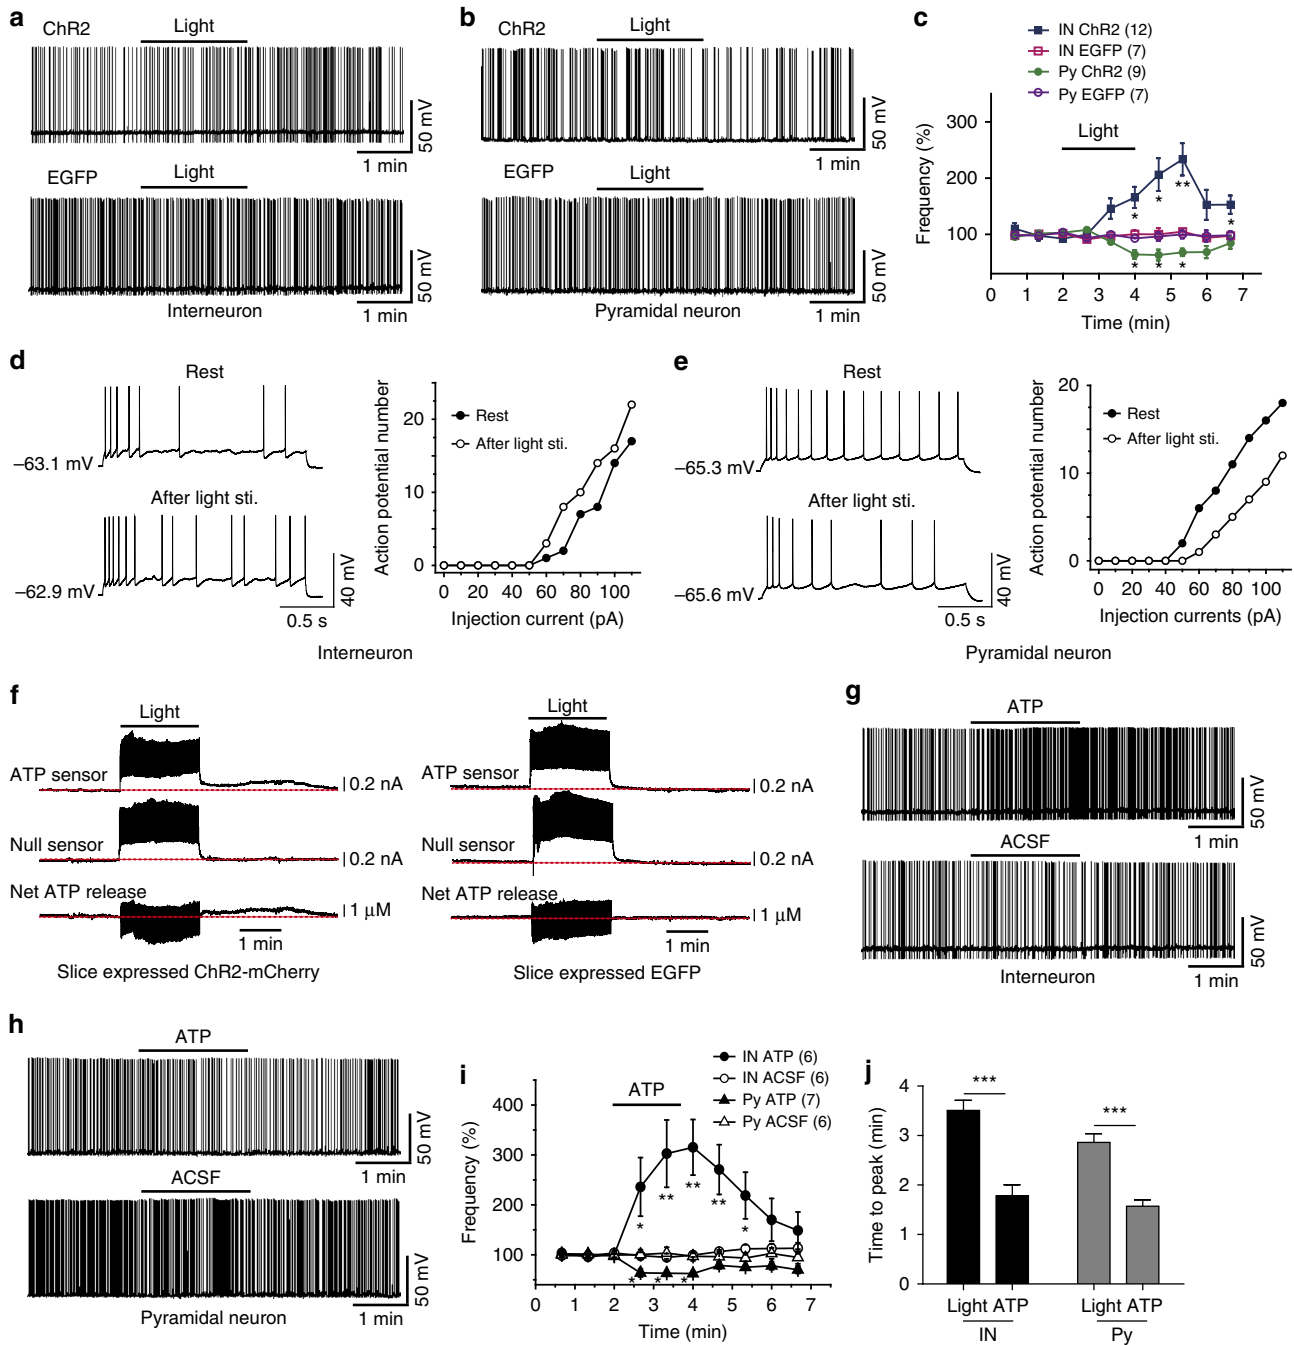 a
ChR2
Light
50 mV
1 min
EGFP
Light
50 mV
Interneuron
1 min
b
ChR2
Light
50 mV
1 min
EGFP
Light
50 mV
Pyramidal neuron
1 min
c
IN ChR2 (12)
IN EGFP (7)
Py ChR2 (9)
Py EGFP (7)
Light
Frequency (%)
300
200
100
**
*
*
*
*
*
*
0 1 2 3 4 5 6 7
Time (min)
d
Rest
–63.1 mV
After light sti.
–62.9 mV
40 mV
0.5 s
Action potential number
20
10
0
Rest
After light sti.
0 20 40 60 80 100
Injection current (pA)
Interneuron
e
Rest
–65.3 mV
After light sti.
–65.6 mV
40 mV
0.5 s
Action potential number
20
10
0
Rest
After light sti.
0 20 40 60 80 100
Injection currents (pA)
Pyramidal neuron
f
Light
ATP sensor
0.2 nA
Null sensor
0.2 nA
Net ATP release
1 µM
1 min
Slice expressed ChR2-mCherry
Light
ATP sensor
0.2 nA
Null sensor
0.2 nA
Net ATP release
1 µM
1 min
Slice expressed EGFP
g
ATP
50 mV
1 min
ACSF
50 mV
Interneuron
1 min
h
ATP
50 mV
1 min
ACSF
50 mV
Pyramidal neuron
1 min
i
IN ATP (6)
IN ACSF (6)
Py ATP (7)
Py ACSF (6)
ATP
Frequency (%)
400
300
200
100
*
**
**
**
*
* * *
0 1 2 3 4 5 6 7
Time (min)
j
Time to peak (min)
4
3
2
1
0
***
***
Light ATP
IN
Light ATP
Py